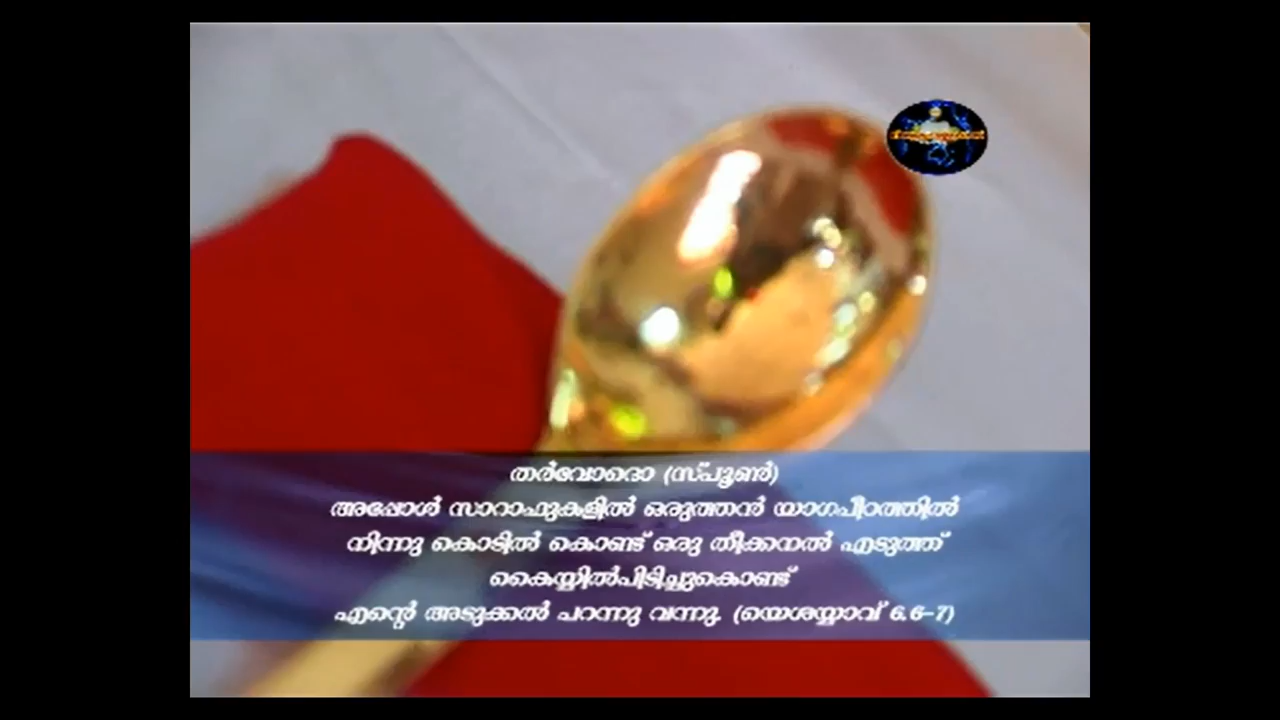 തർവോദൊ (സ്പൂൺ)
അപ്പോൾ സാറാഫുകളിൽ ഒരുത്തൻ യാഗപീഠത്തിൽ
നിന്നു കൊടിൽ കൊണ്ട് ഒരു തീക്കനൽ എടുത്ത്
കൈയ്യിൽപിടിച്ചുകൊണ്ട്
എന്റെ അടുക്കൽ പറന്നു വന്നു. (യെശയ്യാവ് 6.6-7)